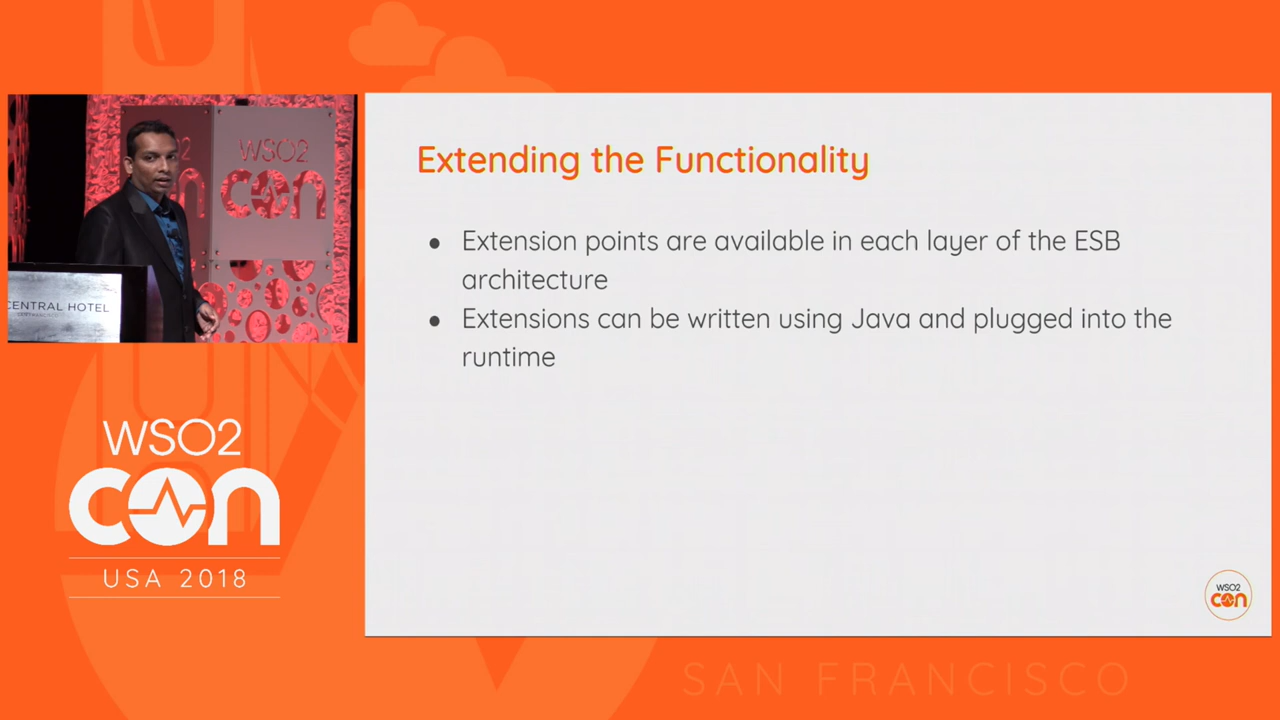 WSO2
CON
CENTRAL HOTEL
WSO2
CON
USA 2018
Extending the Functionality
● Extension points are available in each layer of the ESB
architecture
● Extensions can be written using Java and plugged into the
runtime
WSO2
CON
SAN FRANCISCO